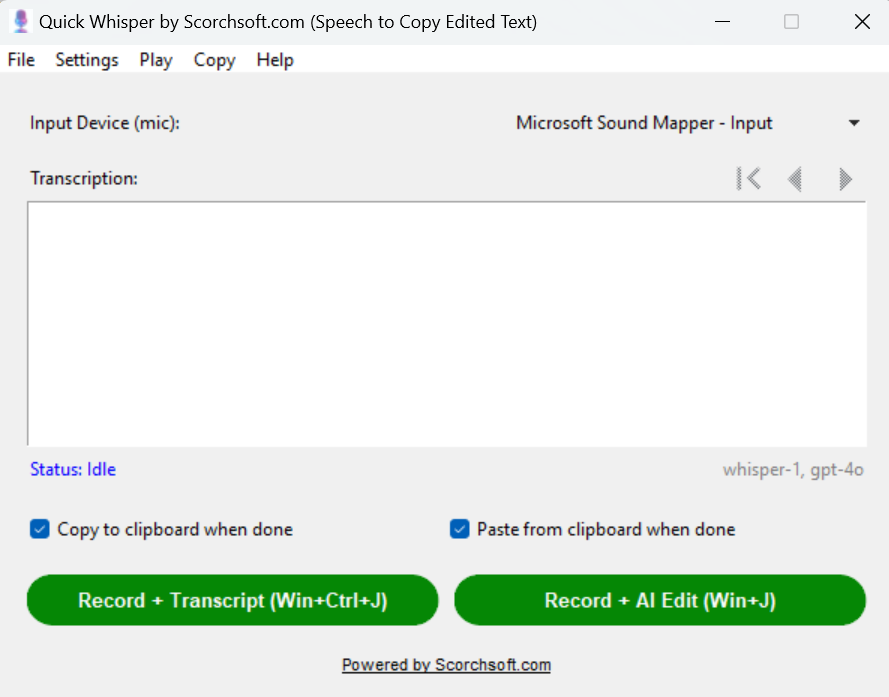 Quick Whisper by Scorchsoft.com (Speech to Copy Edited Text)
File Settings Play Copy Help
Input Device (mic): Microsoft Sound Mapper - Input
Transcription:
Status: Idle whisper-1, gpt-4o
Copy to clipboard when done Paste from clipboard when done
Record + Transcript (Win+Ctrl+J) Record + AI Edit (Win+J)
Powered by Scorchsoft.com